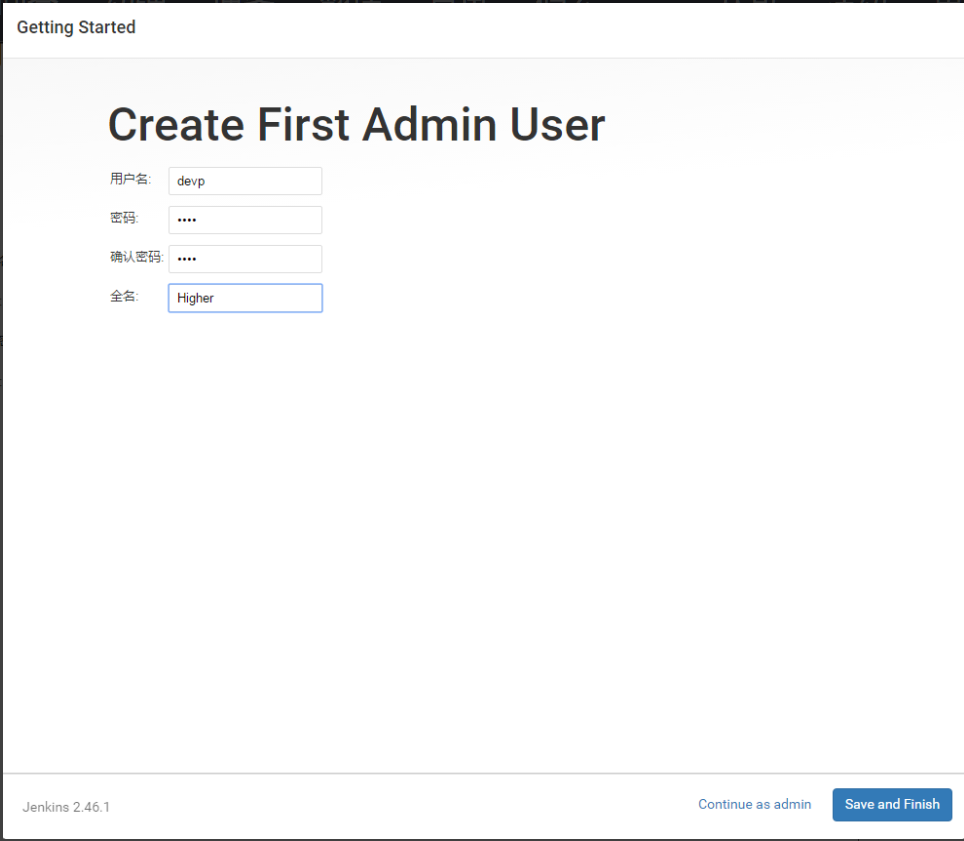 Getting Started
Create First Admin User
用户名: devp
密码: ••••
确认密码: ••••
全名: Higher
Jenkins 2.46.1 Continue as admin Save and Finish